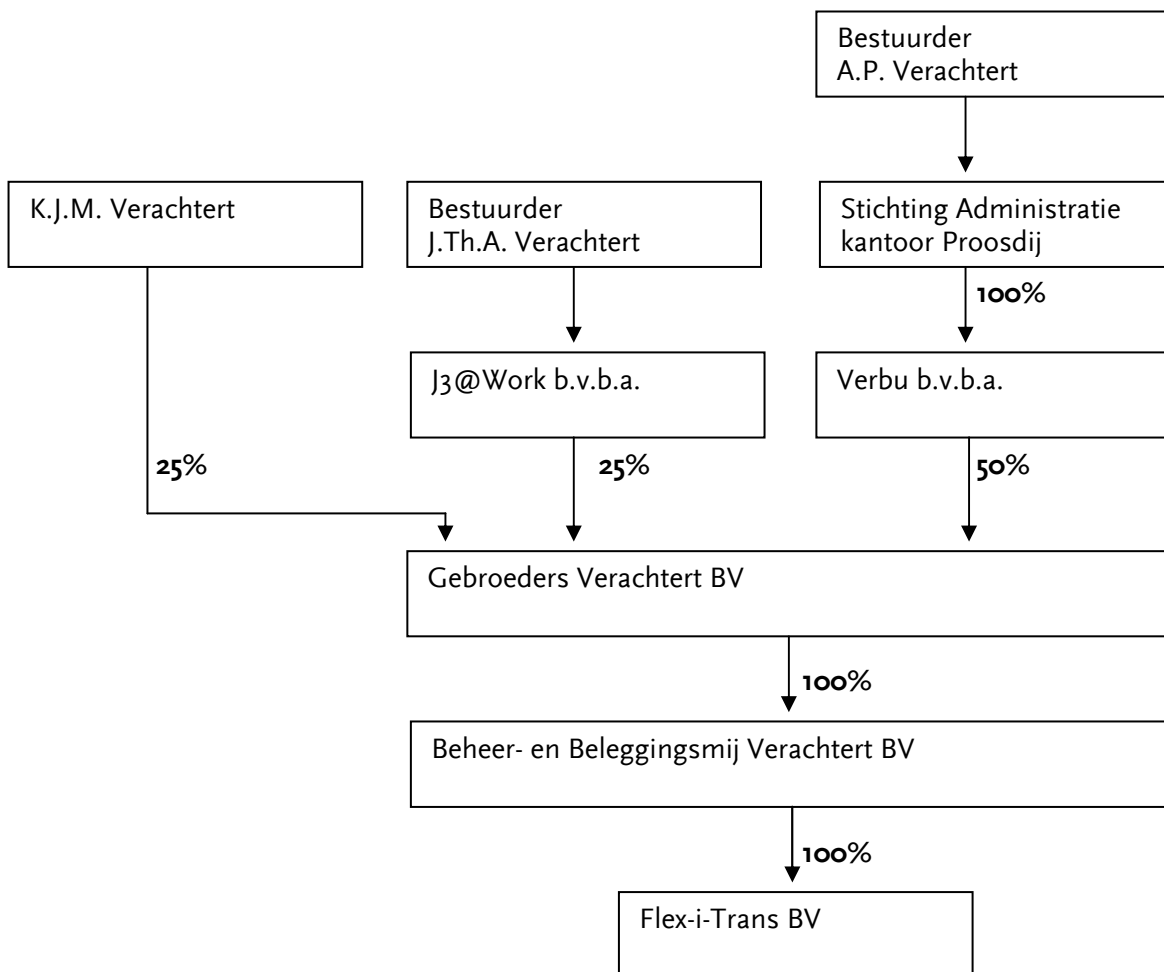 Bestuurder
A.P. Verachtert
K.J.M. Verachtert
Bestuurder
J.Th.A. Verachtert
Stichting Administratie
kantoor Proosdij
100%
J3@Work b.v.b.a.
Verbu b.v.b.a.
25%
25%
50%
Gebroeders Verachtert BV
100%
Beheer- en Beleggingsmij Verachtert BV
100%
Flex-i-Trans BV